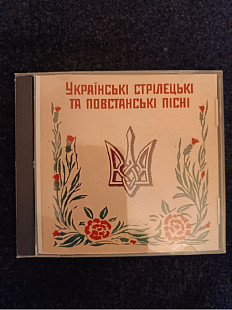 Українські стрілецькі
та повстанські пісні